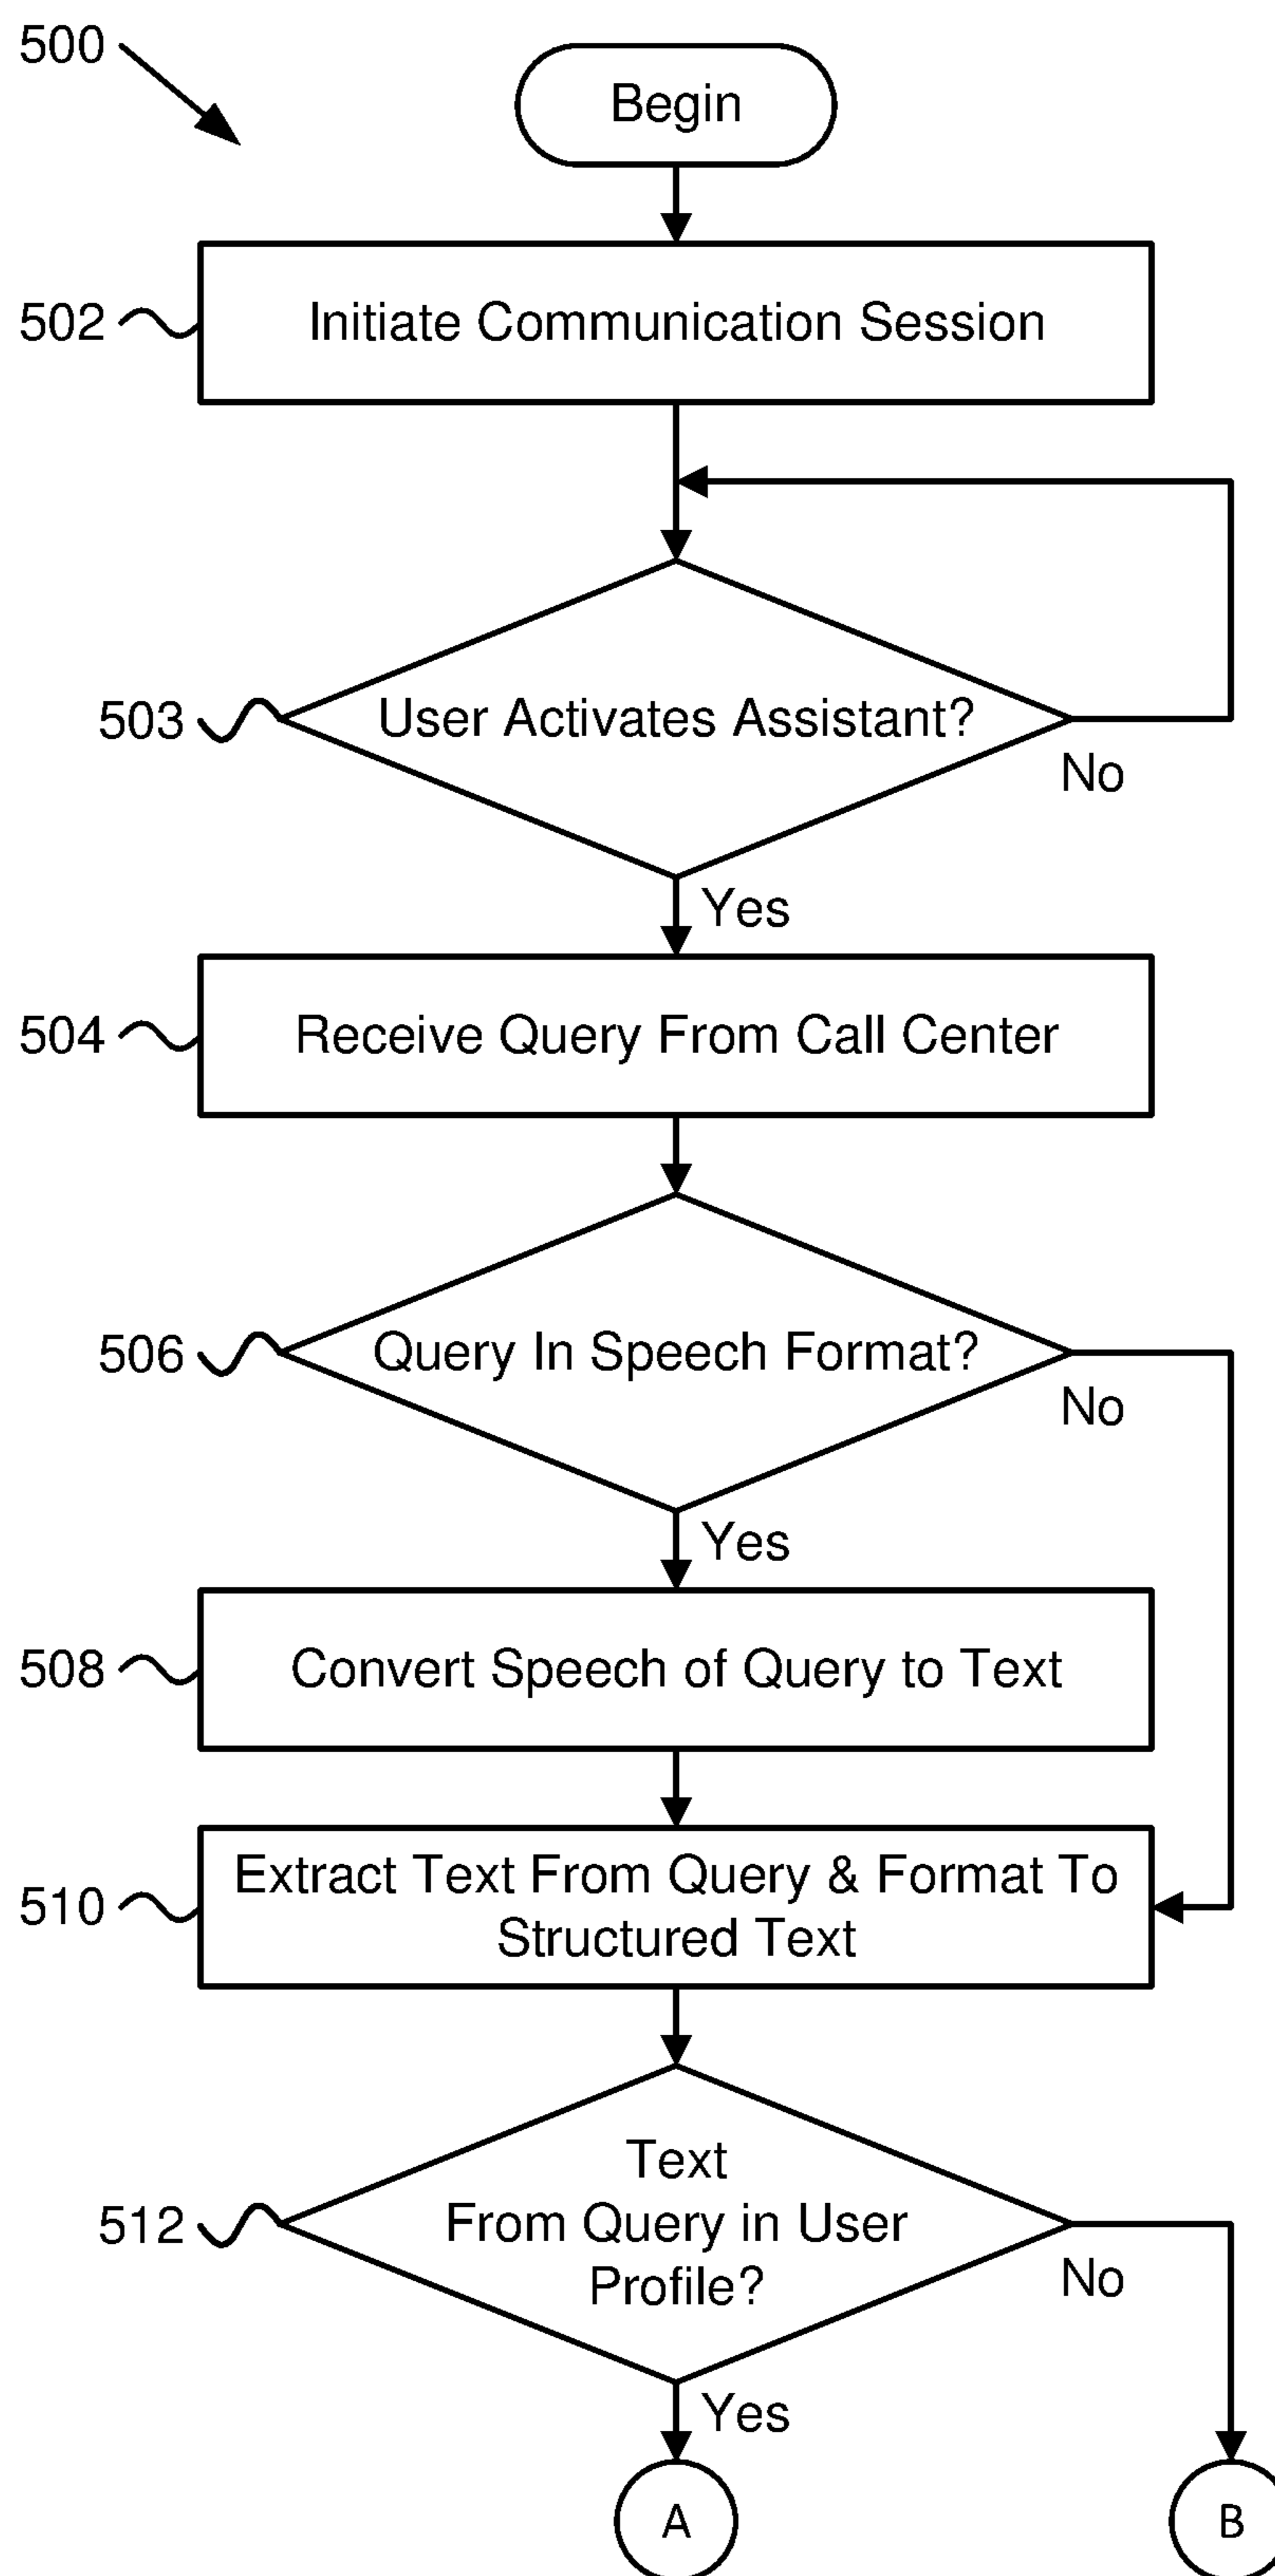 500
Begin
502
Initiate Communication Session
503
User Activates Assistant?
No
Yes
504
Receive Query From Call Center
506
Query In Speech Format?
No
Yes
508
Convert Speech of Query to Text
510
Extract Text From Query & Format To
Structured Text
512
Text
From Query in User
Profile?
No
Yes
A
B